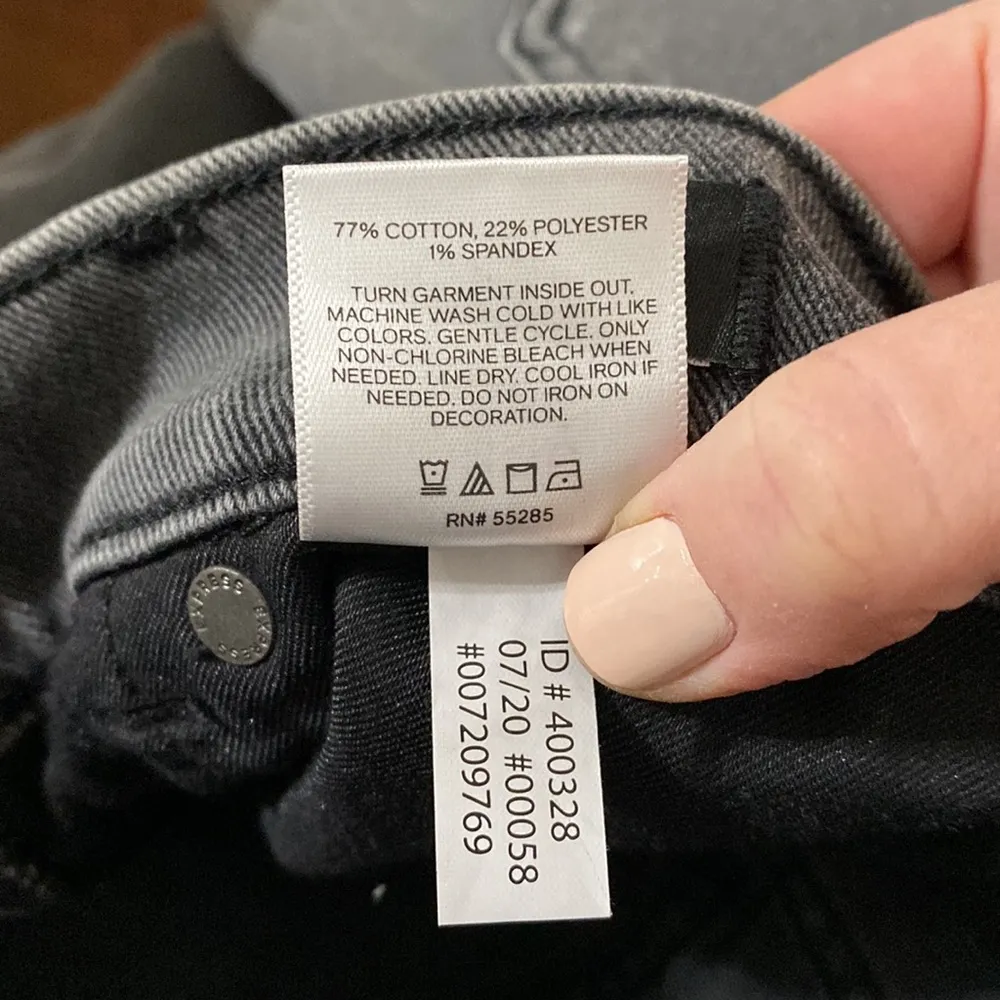 77% COTTON, 22% POLYESTER
1% SPANDEX
TURN GARMENT INSIDE OUT.
MACHINE WASH COLD WITH LIKE
COLORS. GENTLE CYCLE. ONLY
NON-CHLORINE BLEACH WHEN
NEEDED. LINE DRY. COOL IRON IF
NEEDED. DO NOT IRON ON
DECORATION.
RN# 55285
ID # 400328
07/20 #00058
#007209769
EXPRESS EXPRESS